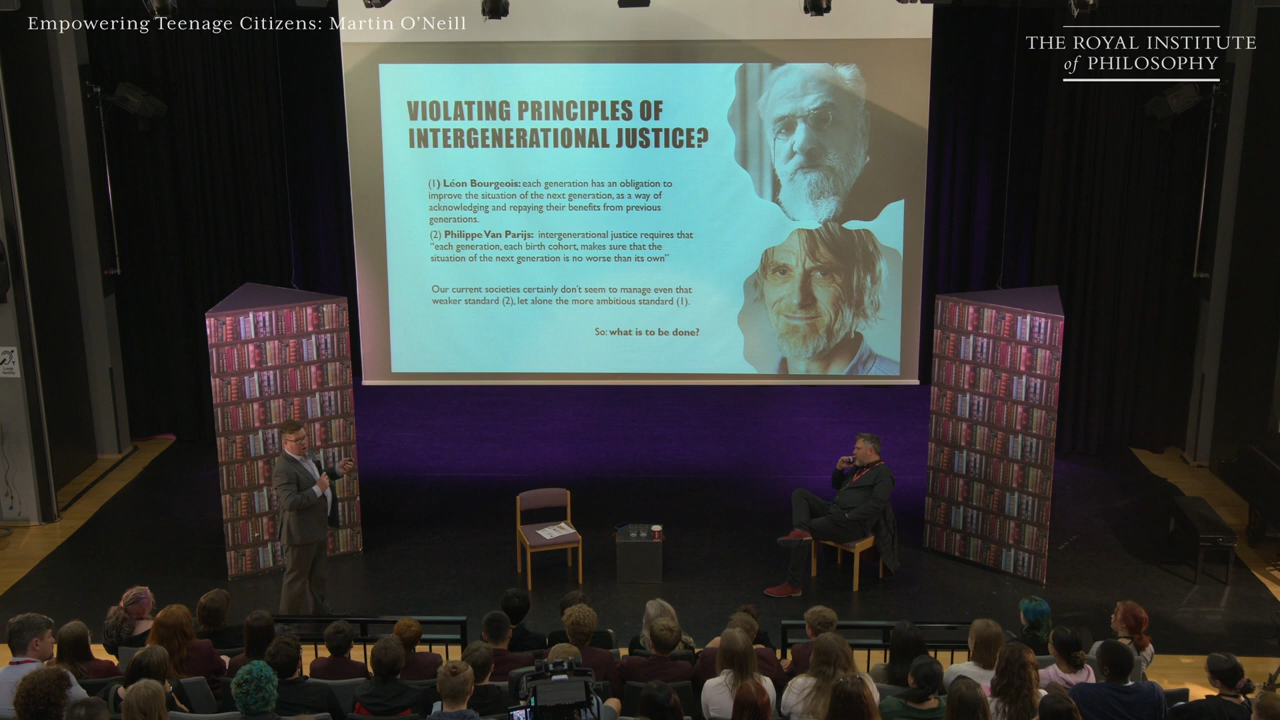 Empowering Teenage Citizens: Martin O'Neill
THE ROYAL INSTITUTE
of PHILOSOPHY
VIOLATING PRINCIPLES OF
INTERGENERATIONAL JUSTICE?
(1) Léon Bourgeois: each generation has an obligation to
improve the situation of the next generation, as a way of
acknowledging and repaying their benefits from previous
generations.
(2) Philippe Van Parijs: intergenerational justice requires that
"each generation, each birth cohort, makes sure that the
situation of the next generation is no worse than its own"
Our current societies certainly don't seem to manage even that
weaker standard (2), let alone the more ambitious standard (1).
So: what is to be done?